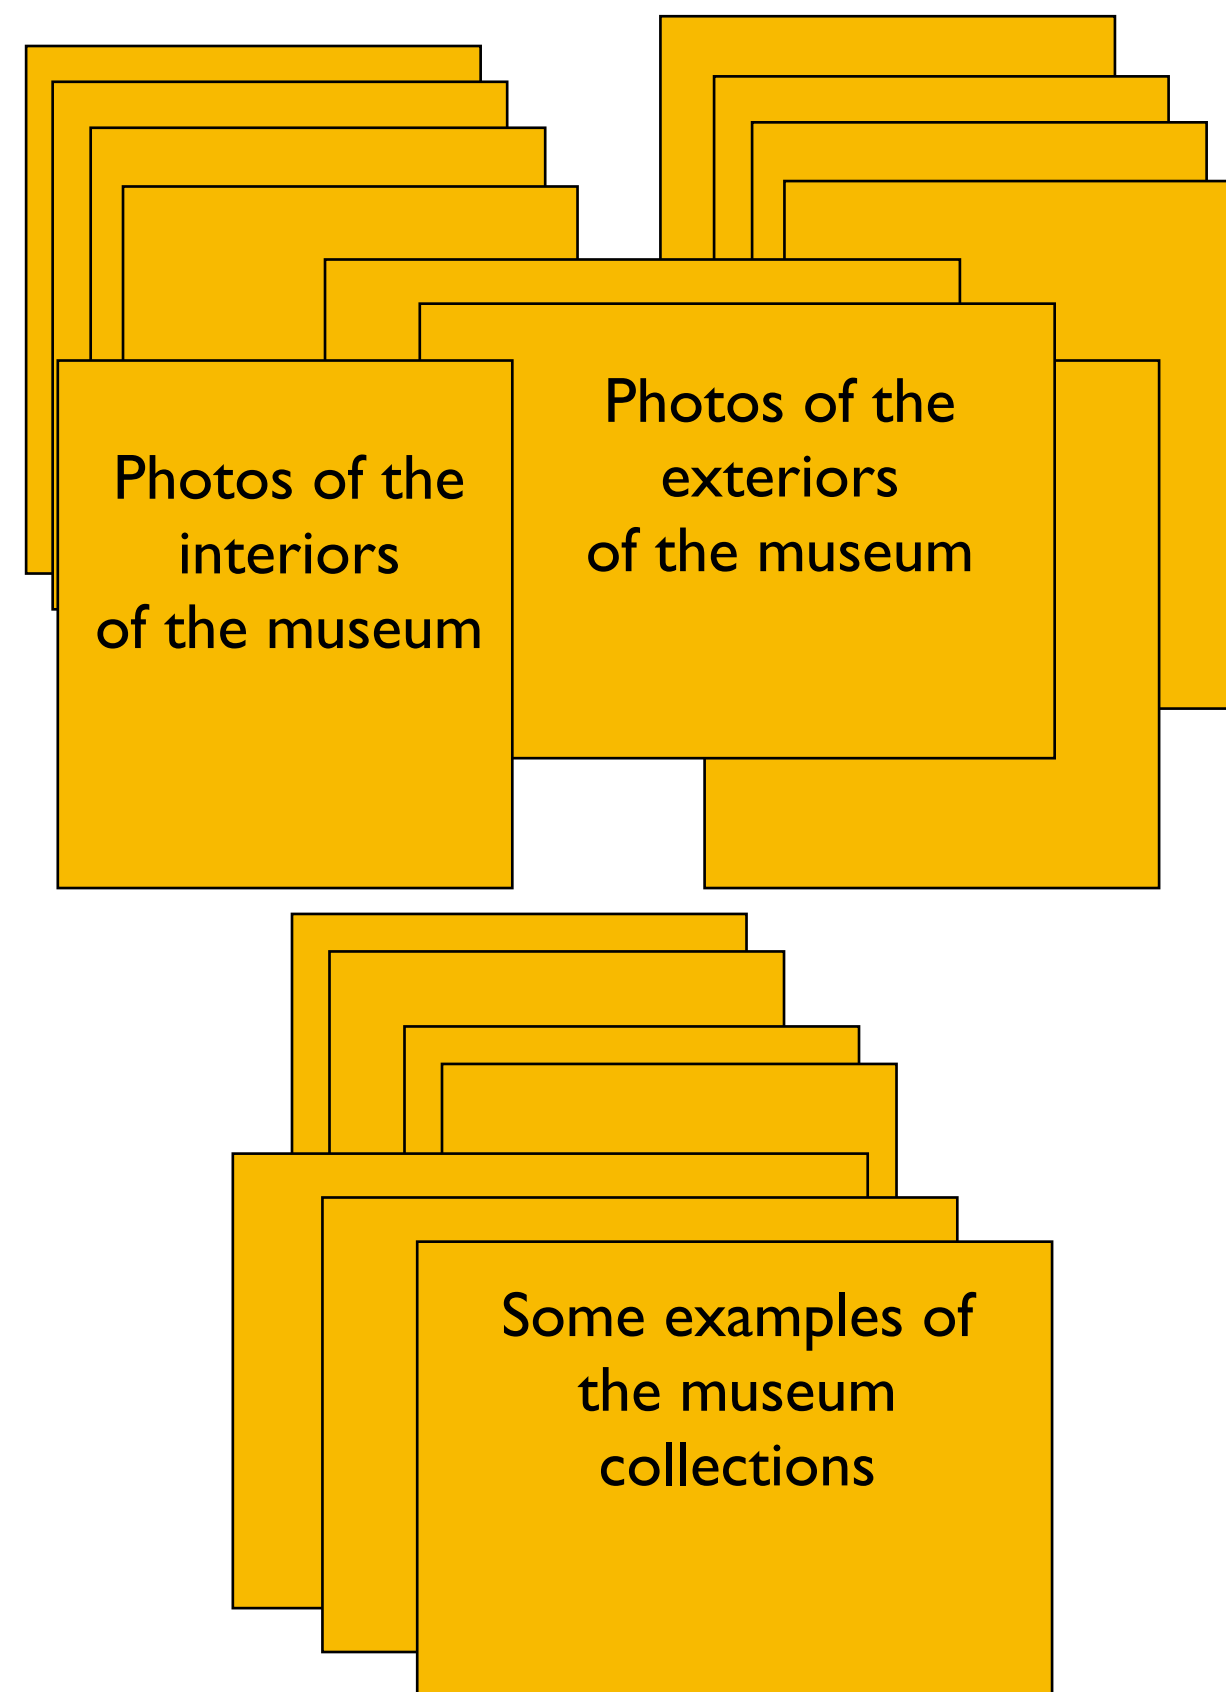 Photos of the
interiors
of the museum
Photos of the
exteriors
of the museum
Some examples of
the museum
collections